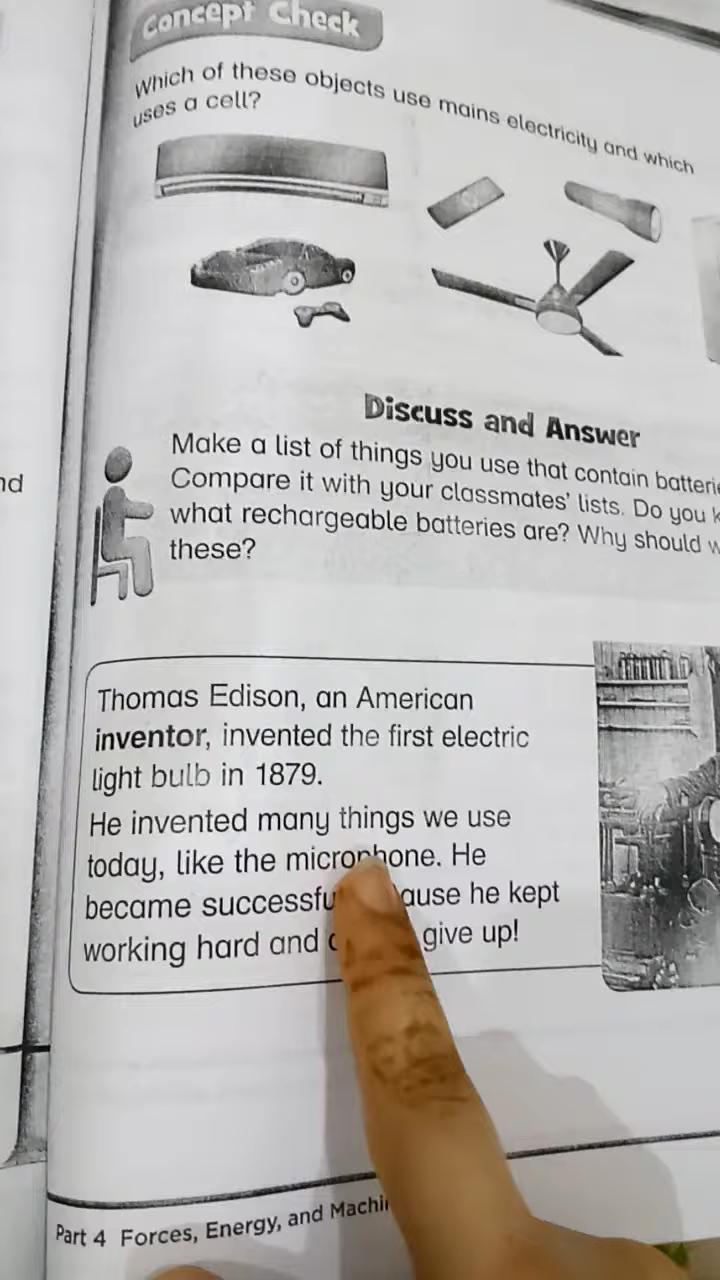 Concept Check
Which of these objects use mains electricity and which
uses a cell?
Discuss and Answer
Make a list of things you use that contain
Compare it with your classmates' lists. Do you
what rechargeable batteries are? Why should
these?
nd
Thomas Edison, an American
inventor, invented the first electric
light bulb in 1879.
He invented many things we use
today, like the microphone. He
became he kept
working hard and give up!
Part 4 Forces, Energy, and